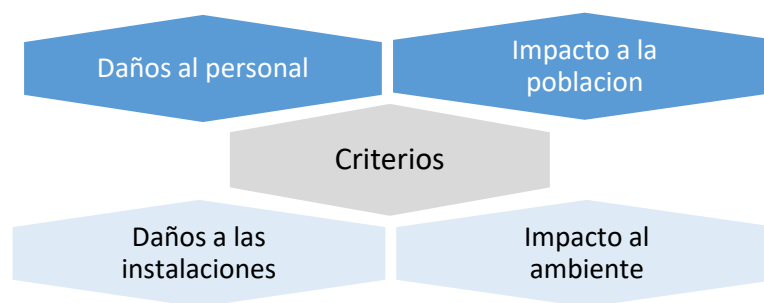 Daños al personal
Impacto a la
poblacion
Criterios
Daños a las
instalaciones
Impacto al
ambiente